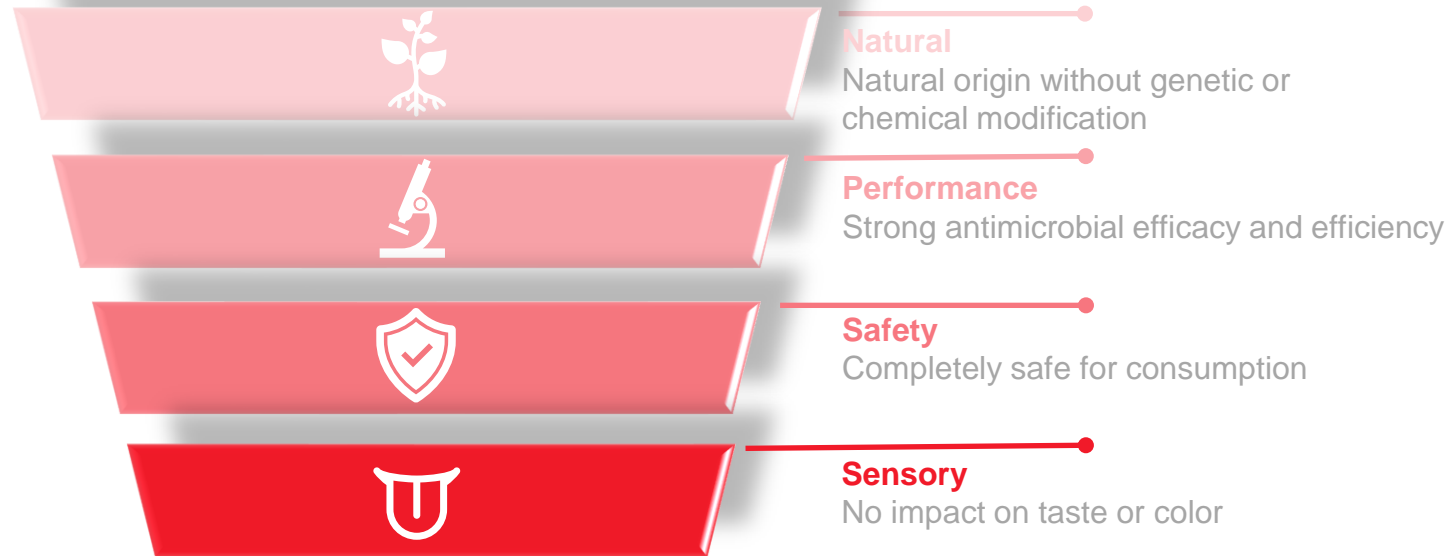 Natural
Natural origin without genetic or
chemical modification
Performance
Strong antimicrobial efficacy and efficiency
Safety
Completely safe for consumption
Sensory
No impact on taste or color